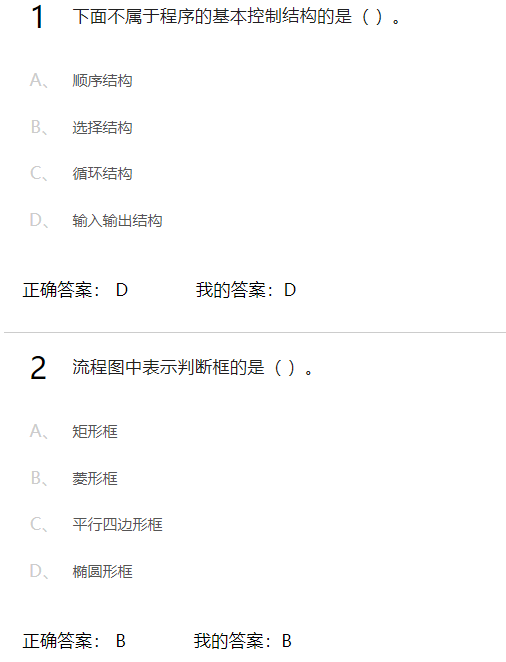 1 下面不属于程序的基本控制结构的是（ ）。
A、 顺序结构
B、 选择结构
C、 循环结构
D、 输入输出结构
正确答案： D 我的答案：D
2 流程图中表示判断框的是（ ）。
A、 矩形框
B、 菱形框
C、 平行四边形框
D、 椭圆形框
正确答案： B 我的答案：B